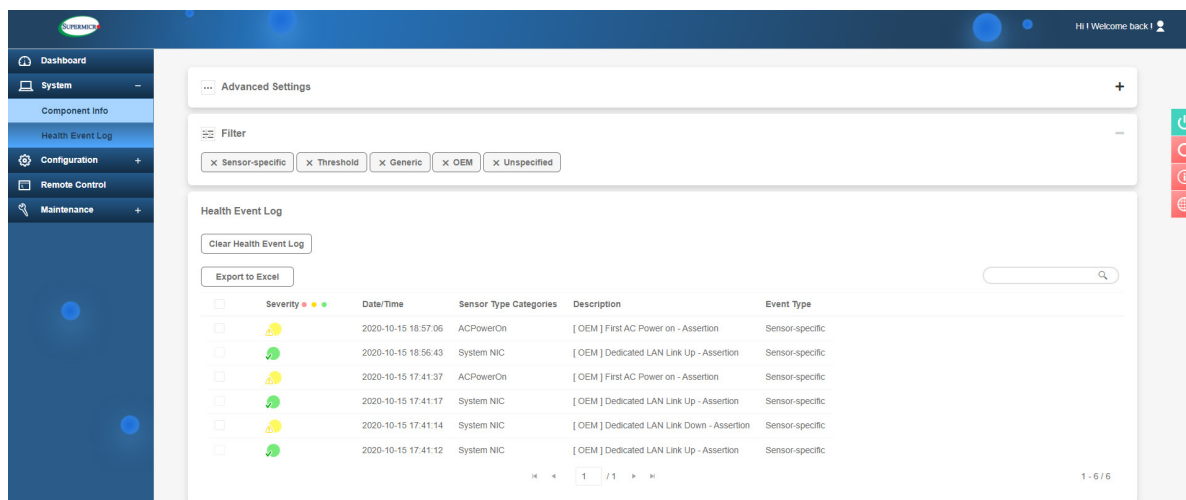 SUPERMICR
Hi ! Welcome back !
Dashboard
System −
Component Info
Health Event Log
Configuration +
Remote Control
Maintenance +
... Advanced Settings +
Filter −
× Sensor-specific × Threshold × Generic × OEM × Unspecified
Health Event Log
Clear Health Event Log
Export to Excel
Severity Date/Time Sensor Type Categories Description Event Type
2020-10-15 18:57:06 ACPowerOn [ OEM ] First AC Power on - Assertion Sensor-specific
2020-10-15 18:56:43 System NIC [ OEM ] Dedicated LAN Link Up - Assertion Sensor-specific
2020-10-15 17:41:37 ACPowerOn [ OEM ] First AC Power on - Assertion Sensor-specific
2020-10-15 17:41:17 System NIC [ OEM ] Dedicated LAN Link Up - Assertion Sensor-specific
2020-10-15 17:41:14 System NIC [ OEM ] Dedicated LAN Link Down - Assertion Sensor-specific
2020-10-15 17:41:12 System NIC [ OEM ] Dedicated LAN Link Up - Assertion Sensor-specific
1 / 1
1 - 6 / 6